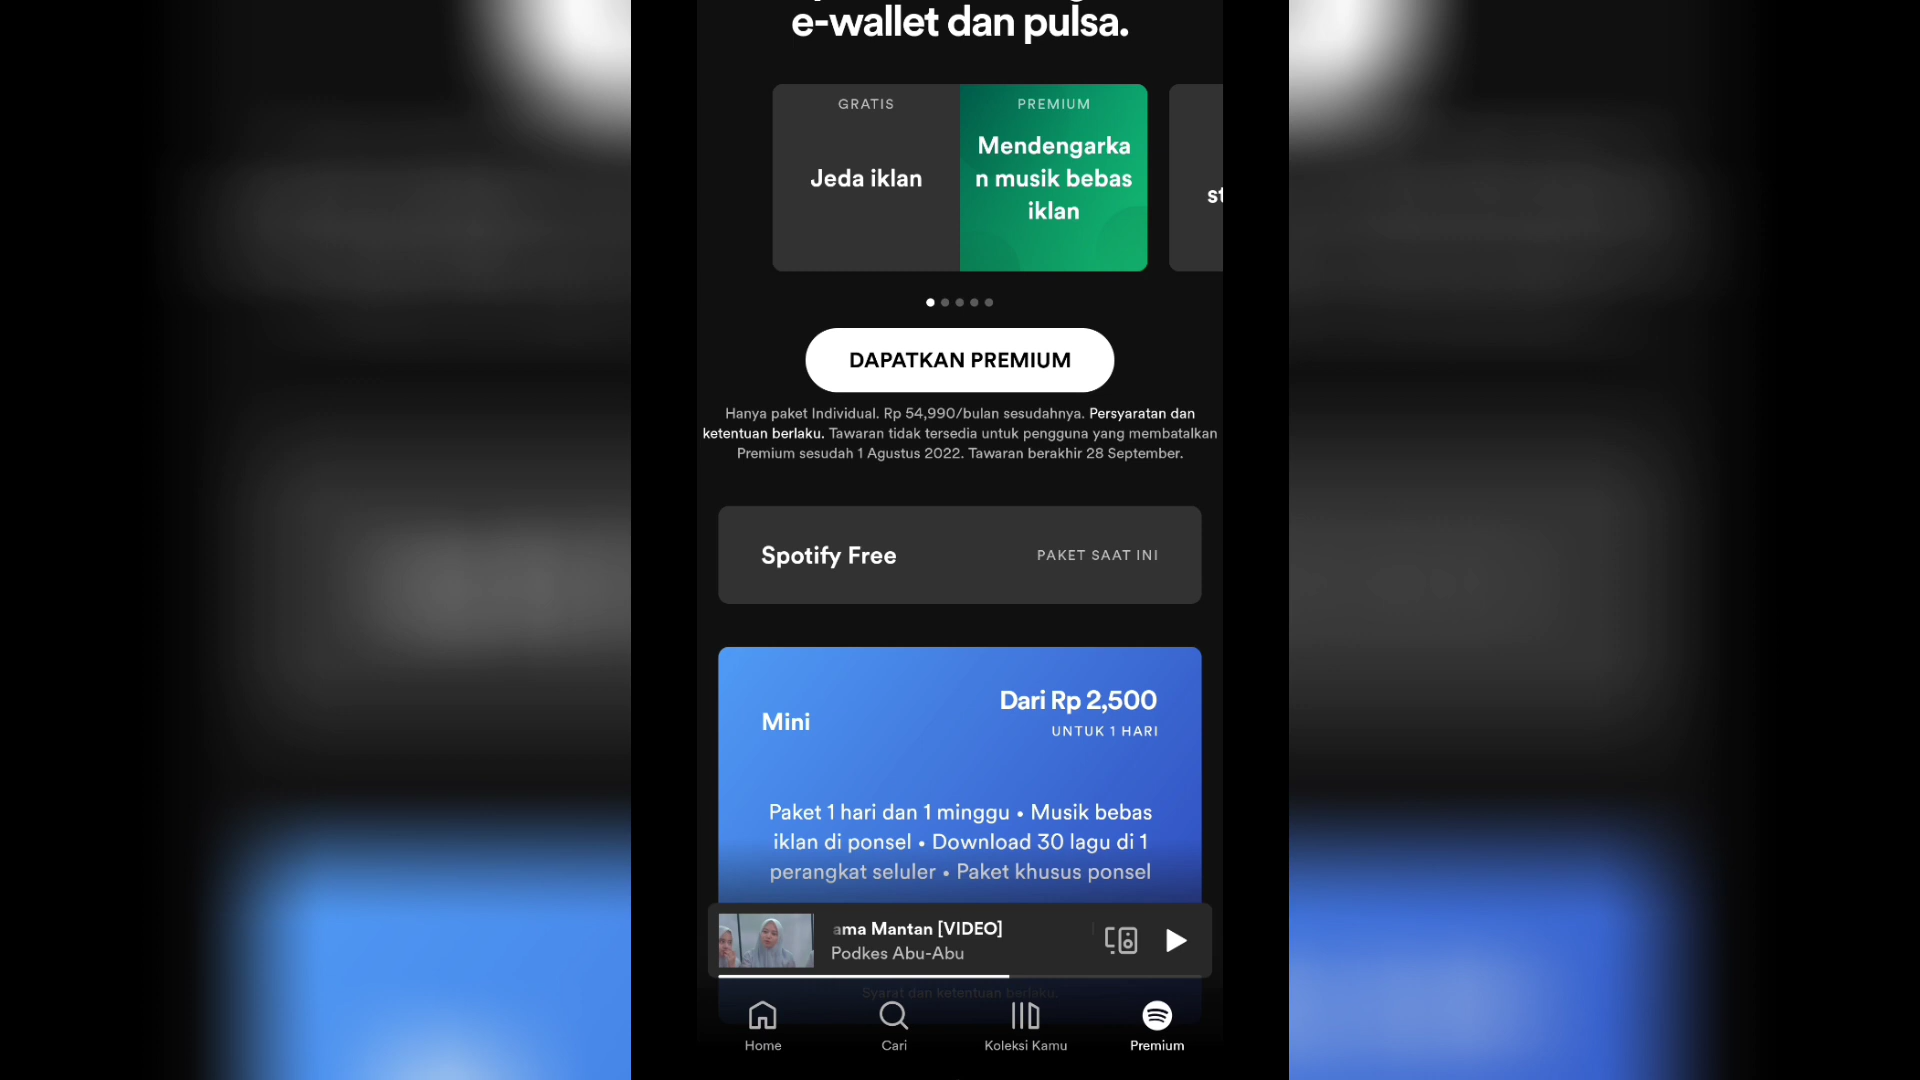 e-wallet dan pulsa.
GRATIS
Jeda iklan
PREMIUM
Mendengarka
n musik bebas
iklan
st
DAPATKAN PREMIUM
Hanya paket Individual. Rp 54,990/bulan sesudahnya. Persyaratan dan
ketentuan berlaku. Tawaran tidak tersedia untuk pengguna yang membatalkan
Premium sesudah 1 Agustus 2022. Tawaran berakhir 28 September.
Spotify Free
PAKET SAAT INI
Mini
Dari Rp 2,500
UNTUK 1 HARI
Paket 1 hari dan 1 minggu • Musik bebas
iklan di ponsel • Download 30 lagu di 1
perangkat seluler • Paket khusus ponsel
ama Mantan [VIDEO]
Podkes Abu-Abu
Syarat dan ketentuan berlaku.
Home
Cari
Koleksi Kamu
Premium